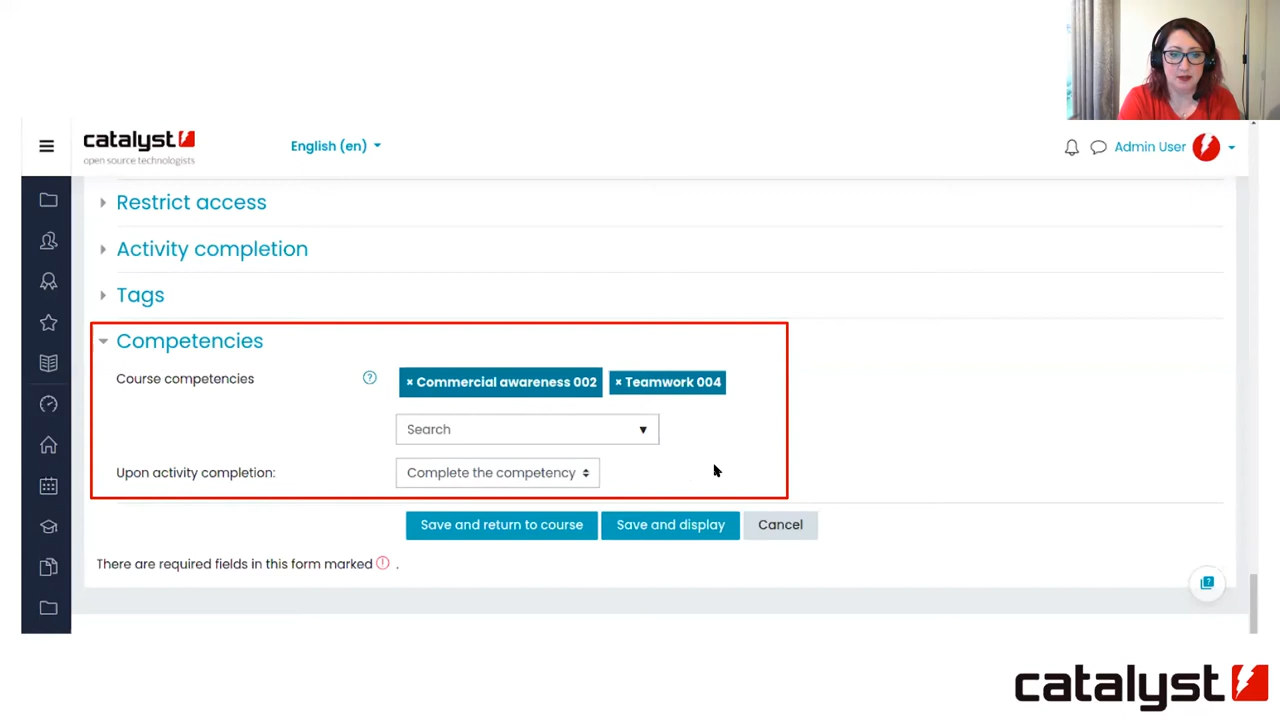 catalyst
open source technologists
English (en)
Admin User
Restrict access
Activity completion
Tags
Competencies
Course competencies
× Commercial awareness 002
× Teamwork 004
Search
Upon activity completion:
Complete the competency
Save and return to course
Save and display
Cancel
There are required fields in this form marked .
catalyst